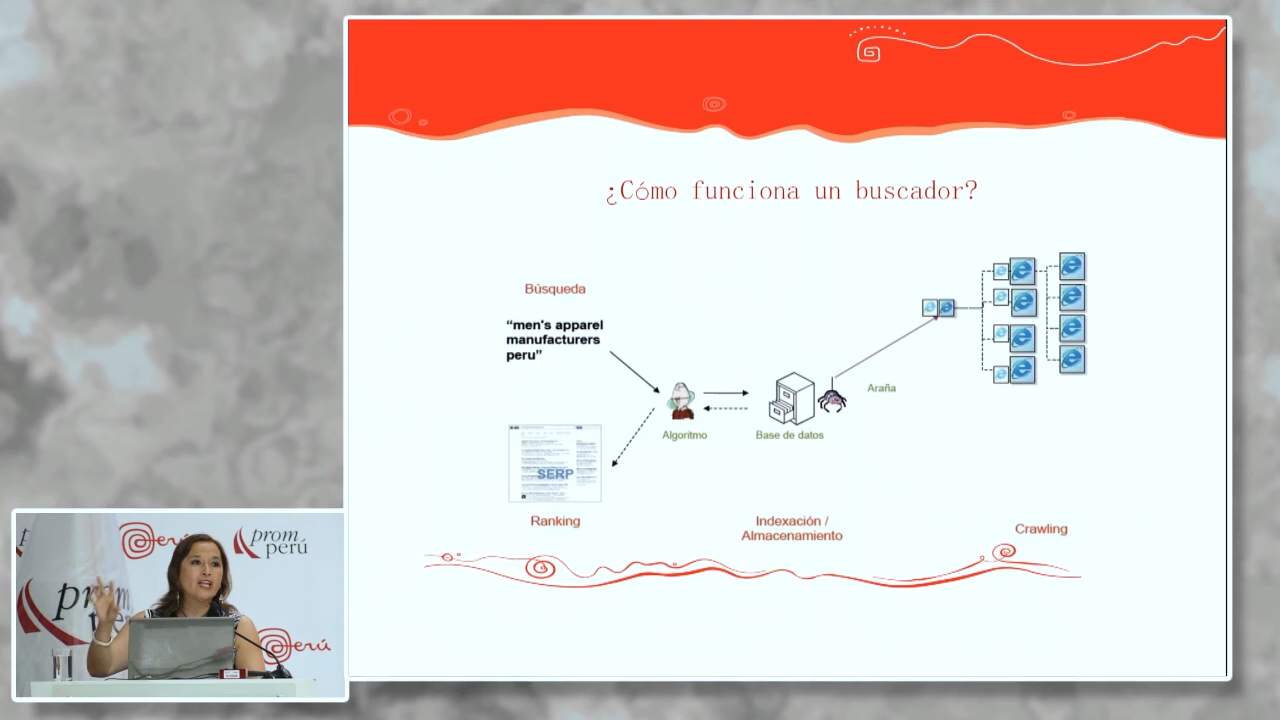 ¿Cómo funciona un buscador?
Búsqueda
“men's apparel
manufacturers
peru”
Araña
Algoritmo
Base de datos
SERP
Ranking
Indexación /
Almacenamiento
Crawling
Perú
prom
perú
prom
perú